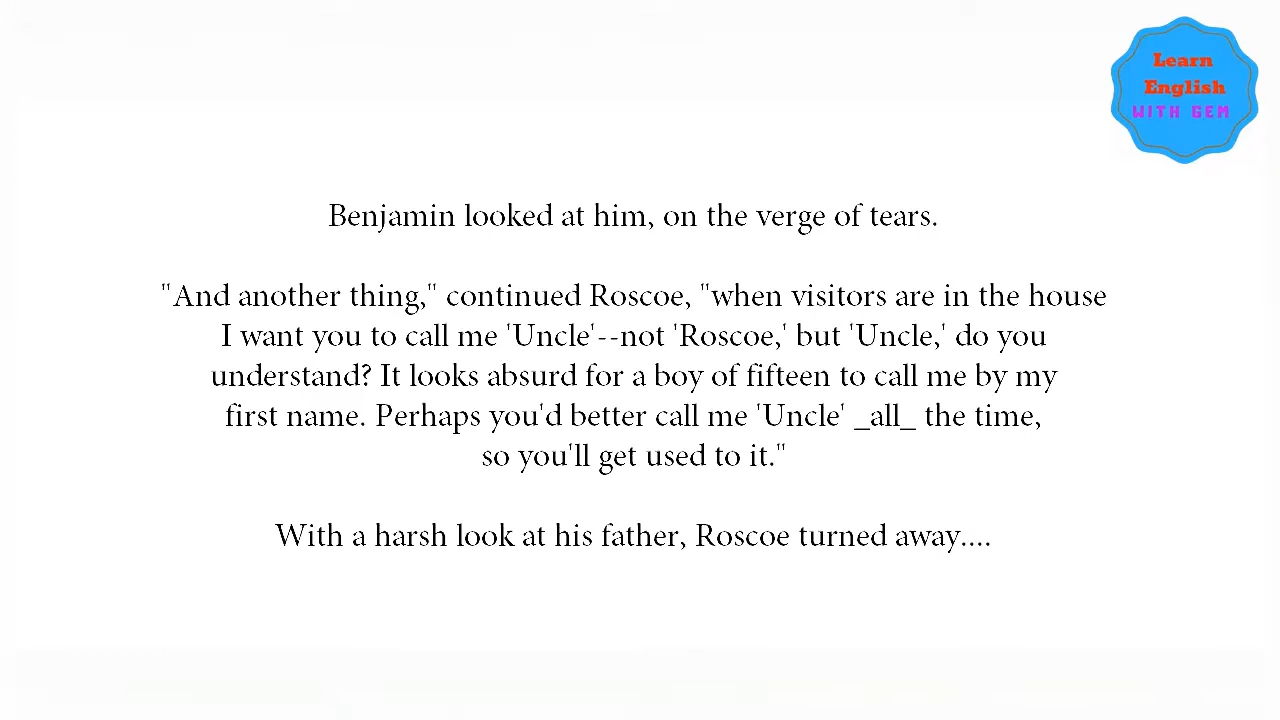 Learn
English
WITH GEM
Benjamin looked at him, on the verge of tears.
"And another thing," continued Roscoe, "when visitors are in the house
I want you to call me 'Uncle'--not 'Roscoe,' but 'Uncle,' do you
understand? It looks absurd for a boy of fifteen to call me by my
first name. Perhaps you'd better call me 'Uncle' _all_ the time,
so you'll get used to it."
With a harsh look at his father, Roscoe turned away....